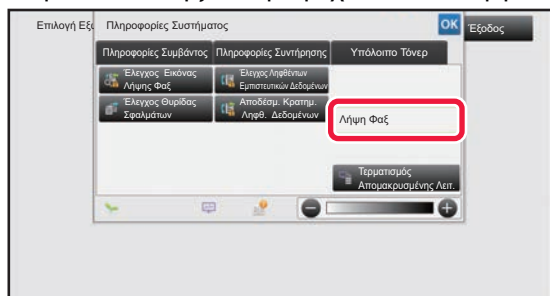 Επιλογή Εξ
Πληροφορίες Συστήματος
OK
Έξοδος
Πληροφορίες Συμβάντος
Πληροφορίες Συντήρησης
Υπόλοιπο Τόνερ
Έλεγχος Εικόνας
Λήψης Φαξ
Έλεγχος Ληφθέντων
Εμπιστευτικών Δεδομένων
Έλεγχος Θυρίδας
Σφαλμάτων
Αποδέσμ. Κρατημ.
Ληφθ. Δεδομένων
Λήψη Φαξ
Τερματισμός
Απομακρυσμένης Λειτ.